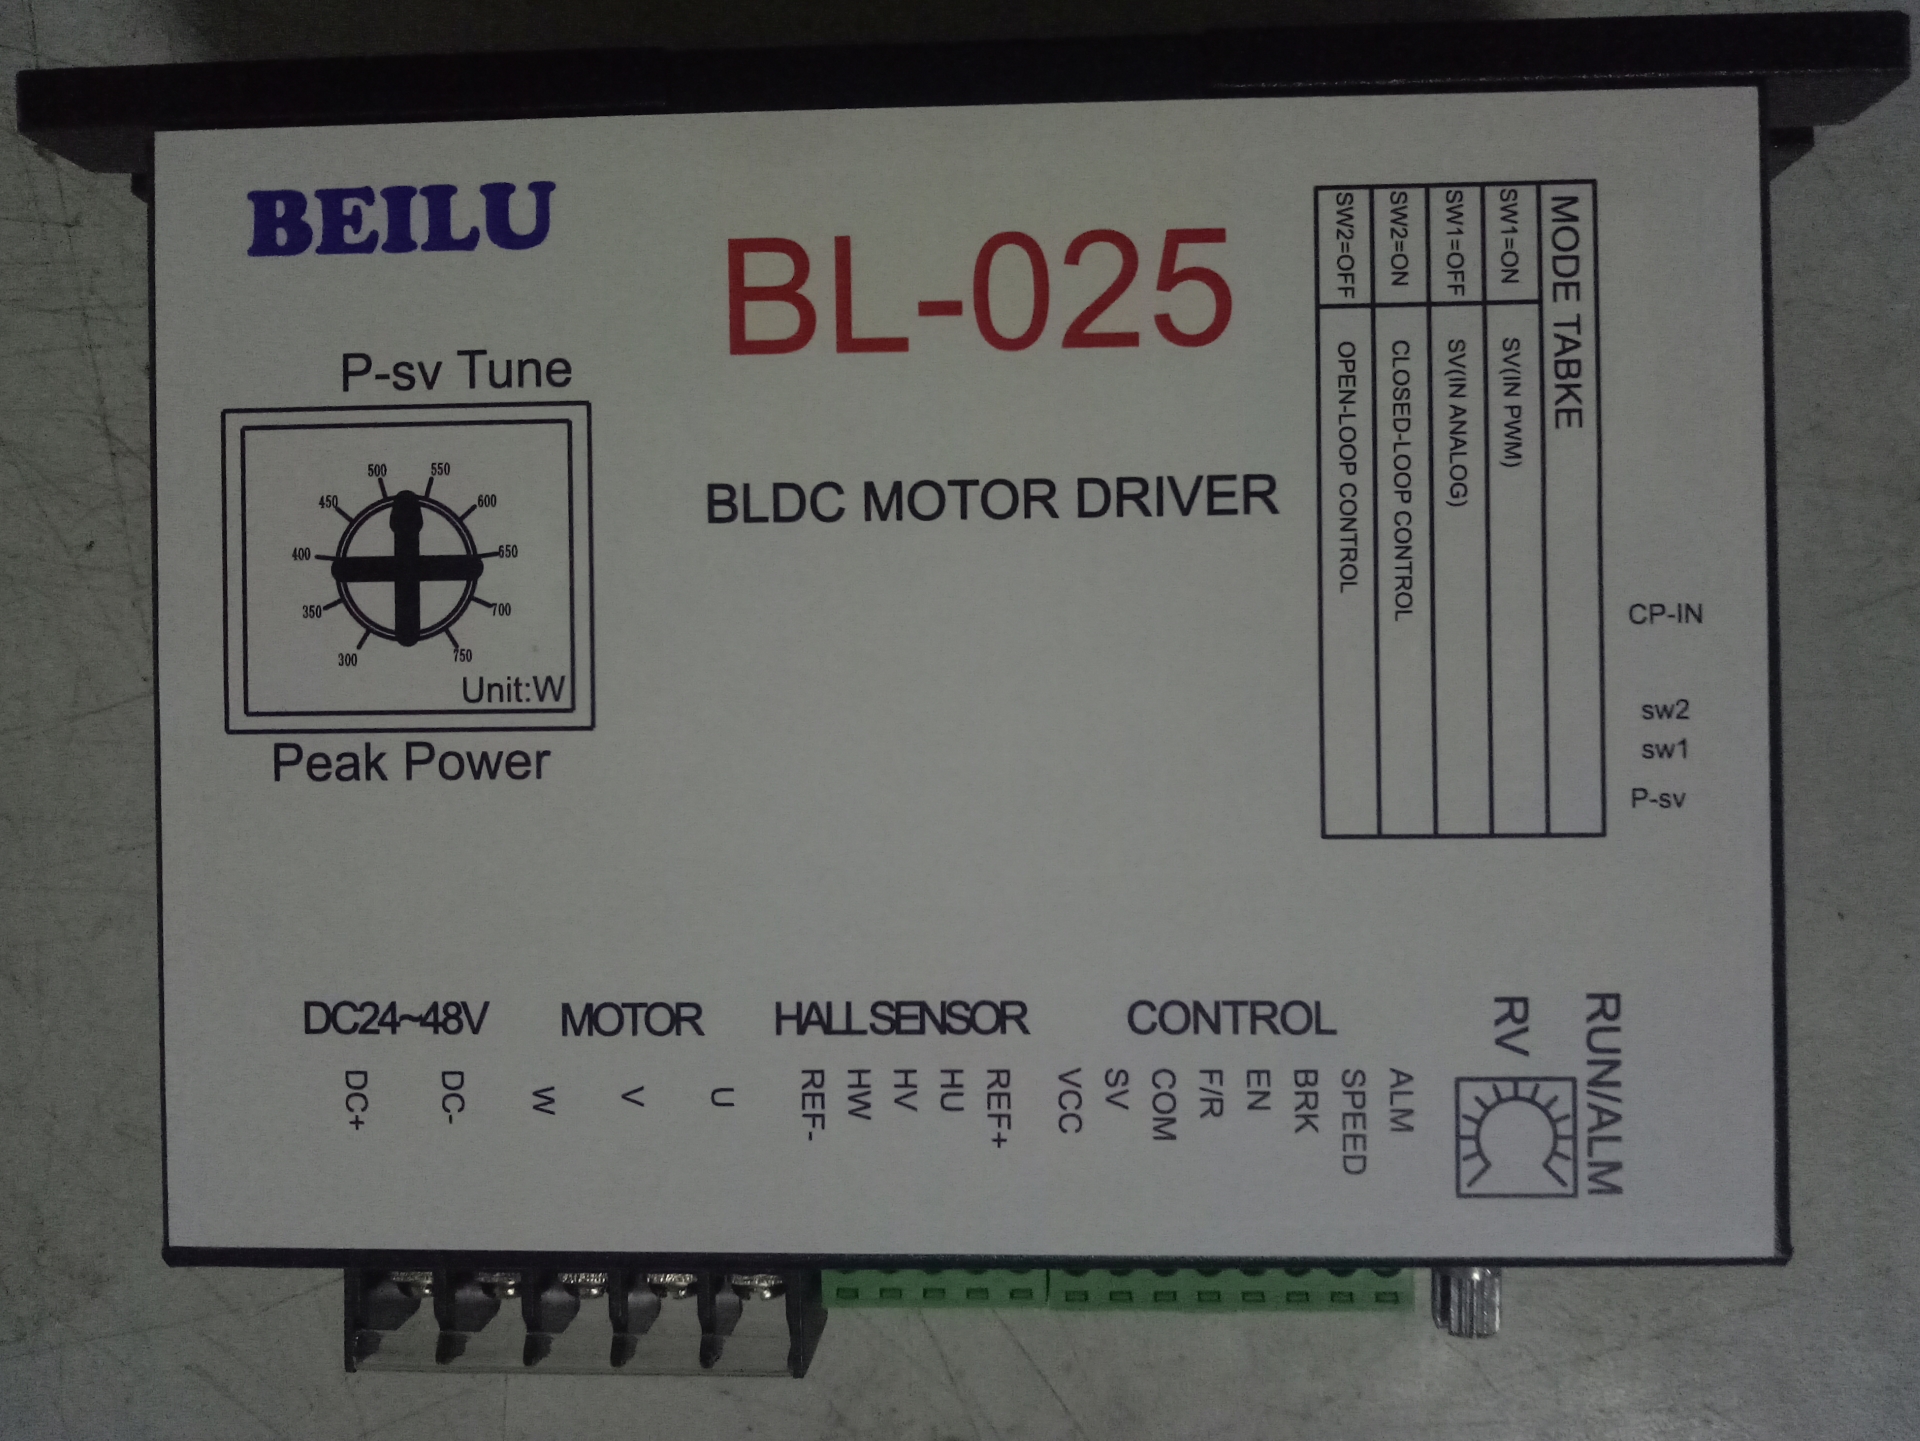 BEILU
BL-025
BLDC MOTOR DRIVER
P-sv Tune
500
550
450
600
400
650
350
700
300
750
Unit:W
Peak Power
MODE TABKE
SW1=ON SV(IN PWM)
SW1=OFF SV(IN ANALOG)
SW2=ON CLOSED-LOOP CONTROL
SW2=OFF OPEN-LOOP CONTROL
CP-IN
sw2
sw1
P-sv
DC24~48V
DC+
DC-
MOTOR
W
V
U
HALLSENSOR
REF-
HW
HV
HU
REF+
CONTROL
VCC
SV
COM
F/R
EN
BRK
SPEED
ALM
RV
RUN/ALM